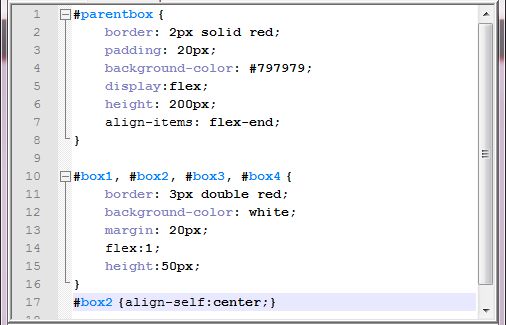 1 #parentbox {
2 border: 2px solid red;
3 padding: 20px;
4 background-color: #797979;
5 display:flex;
6 height: 200px;
7 align-items: flex-end;
8 }
9
10 #box1, #box2, #box3, #box4 {
11 border: 3px double red;
12 background-color: white;
13 margin: 20px;
14 flex:1;
15 height:50px;
16 }
17 #box2 {align-self:center;}